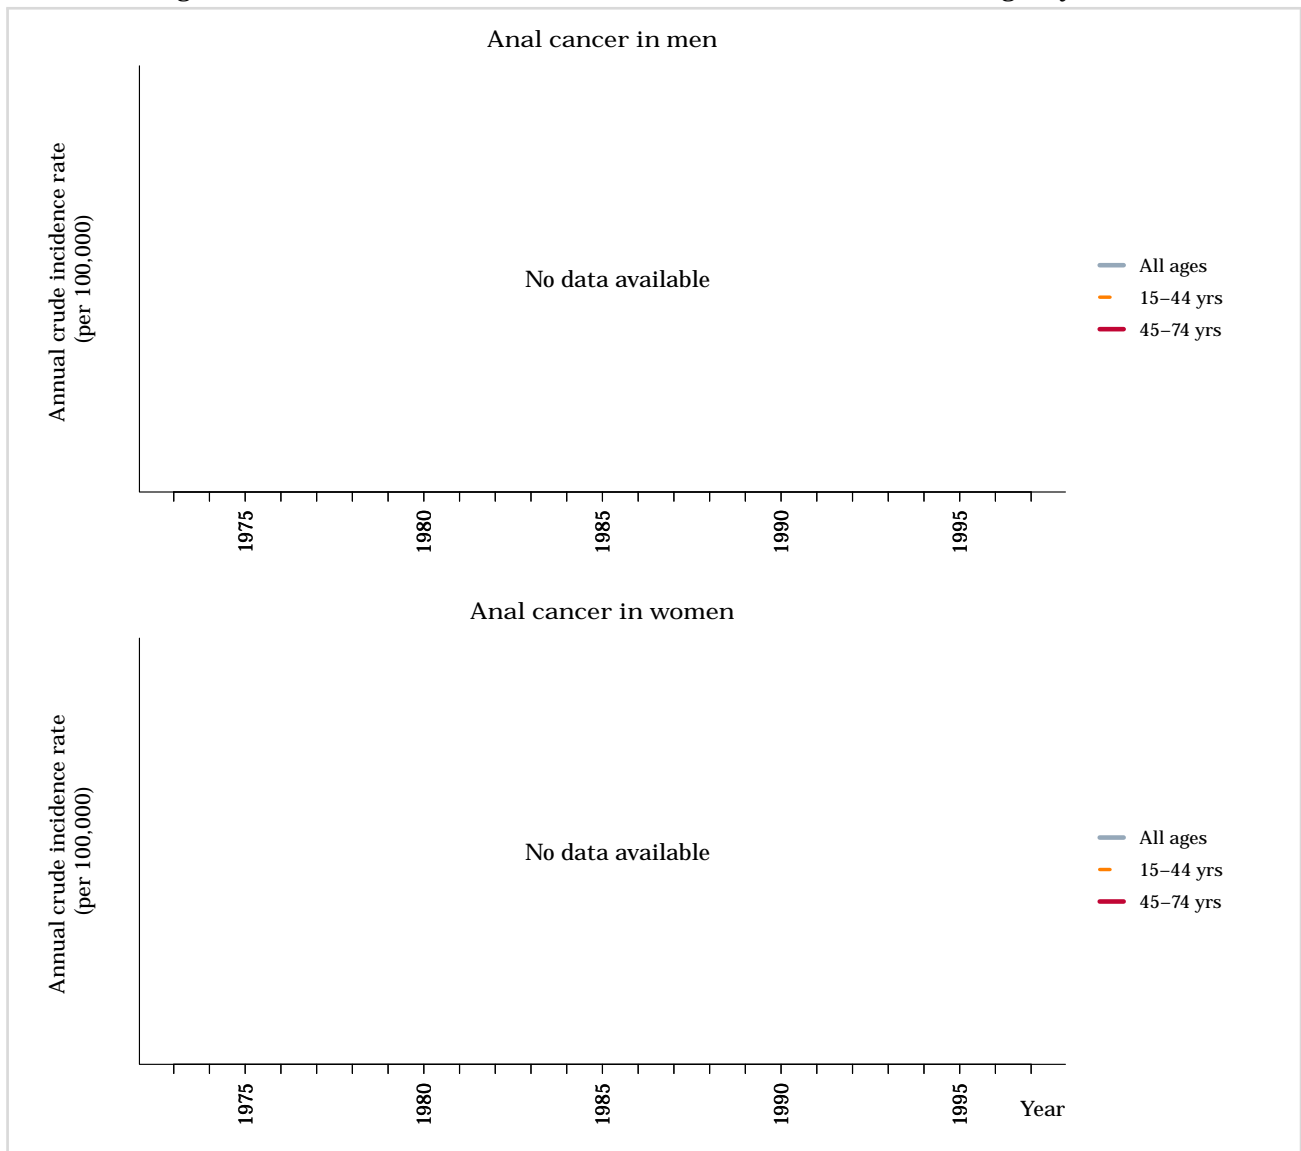 Anal cancer in men
Annual crude incidence rate
(per 100,000)
No data available
All ages
15–44 yrs
45–74 yrs
1975
1980
1985
1990
1995
Anal cancer in women
Annual crude incidence rate
(per 100,000)
No data available
All ages
15–44 yrs
45–74 yrs
1975
1980
1985
1990
1995
Year